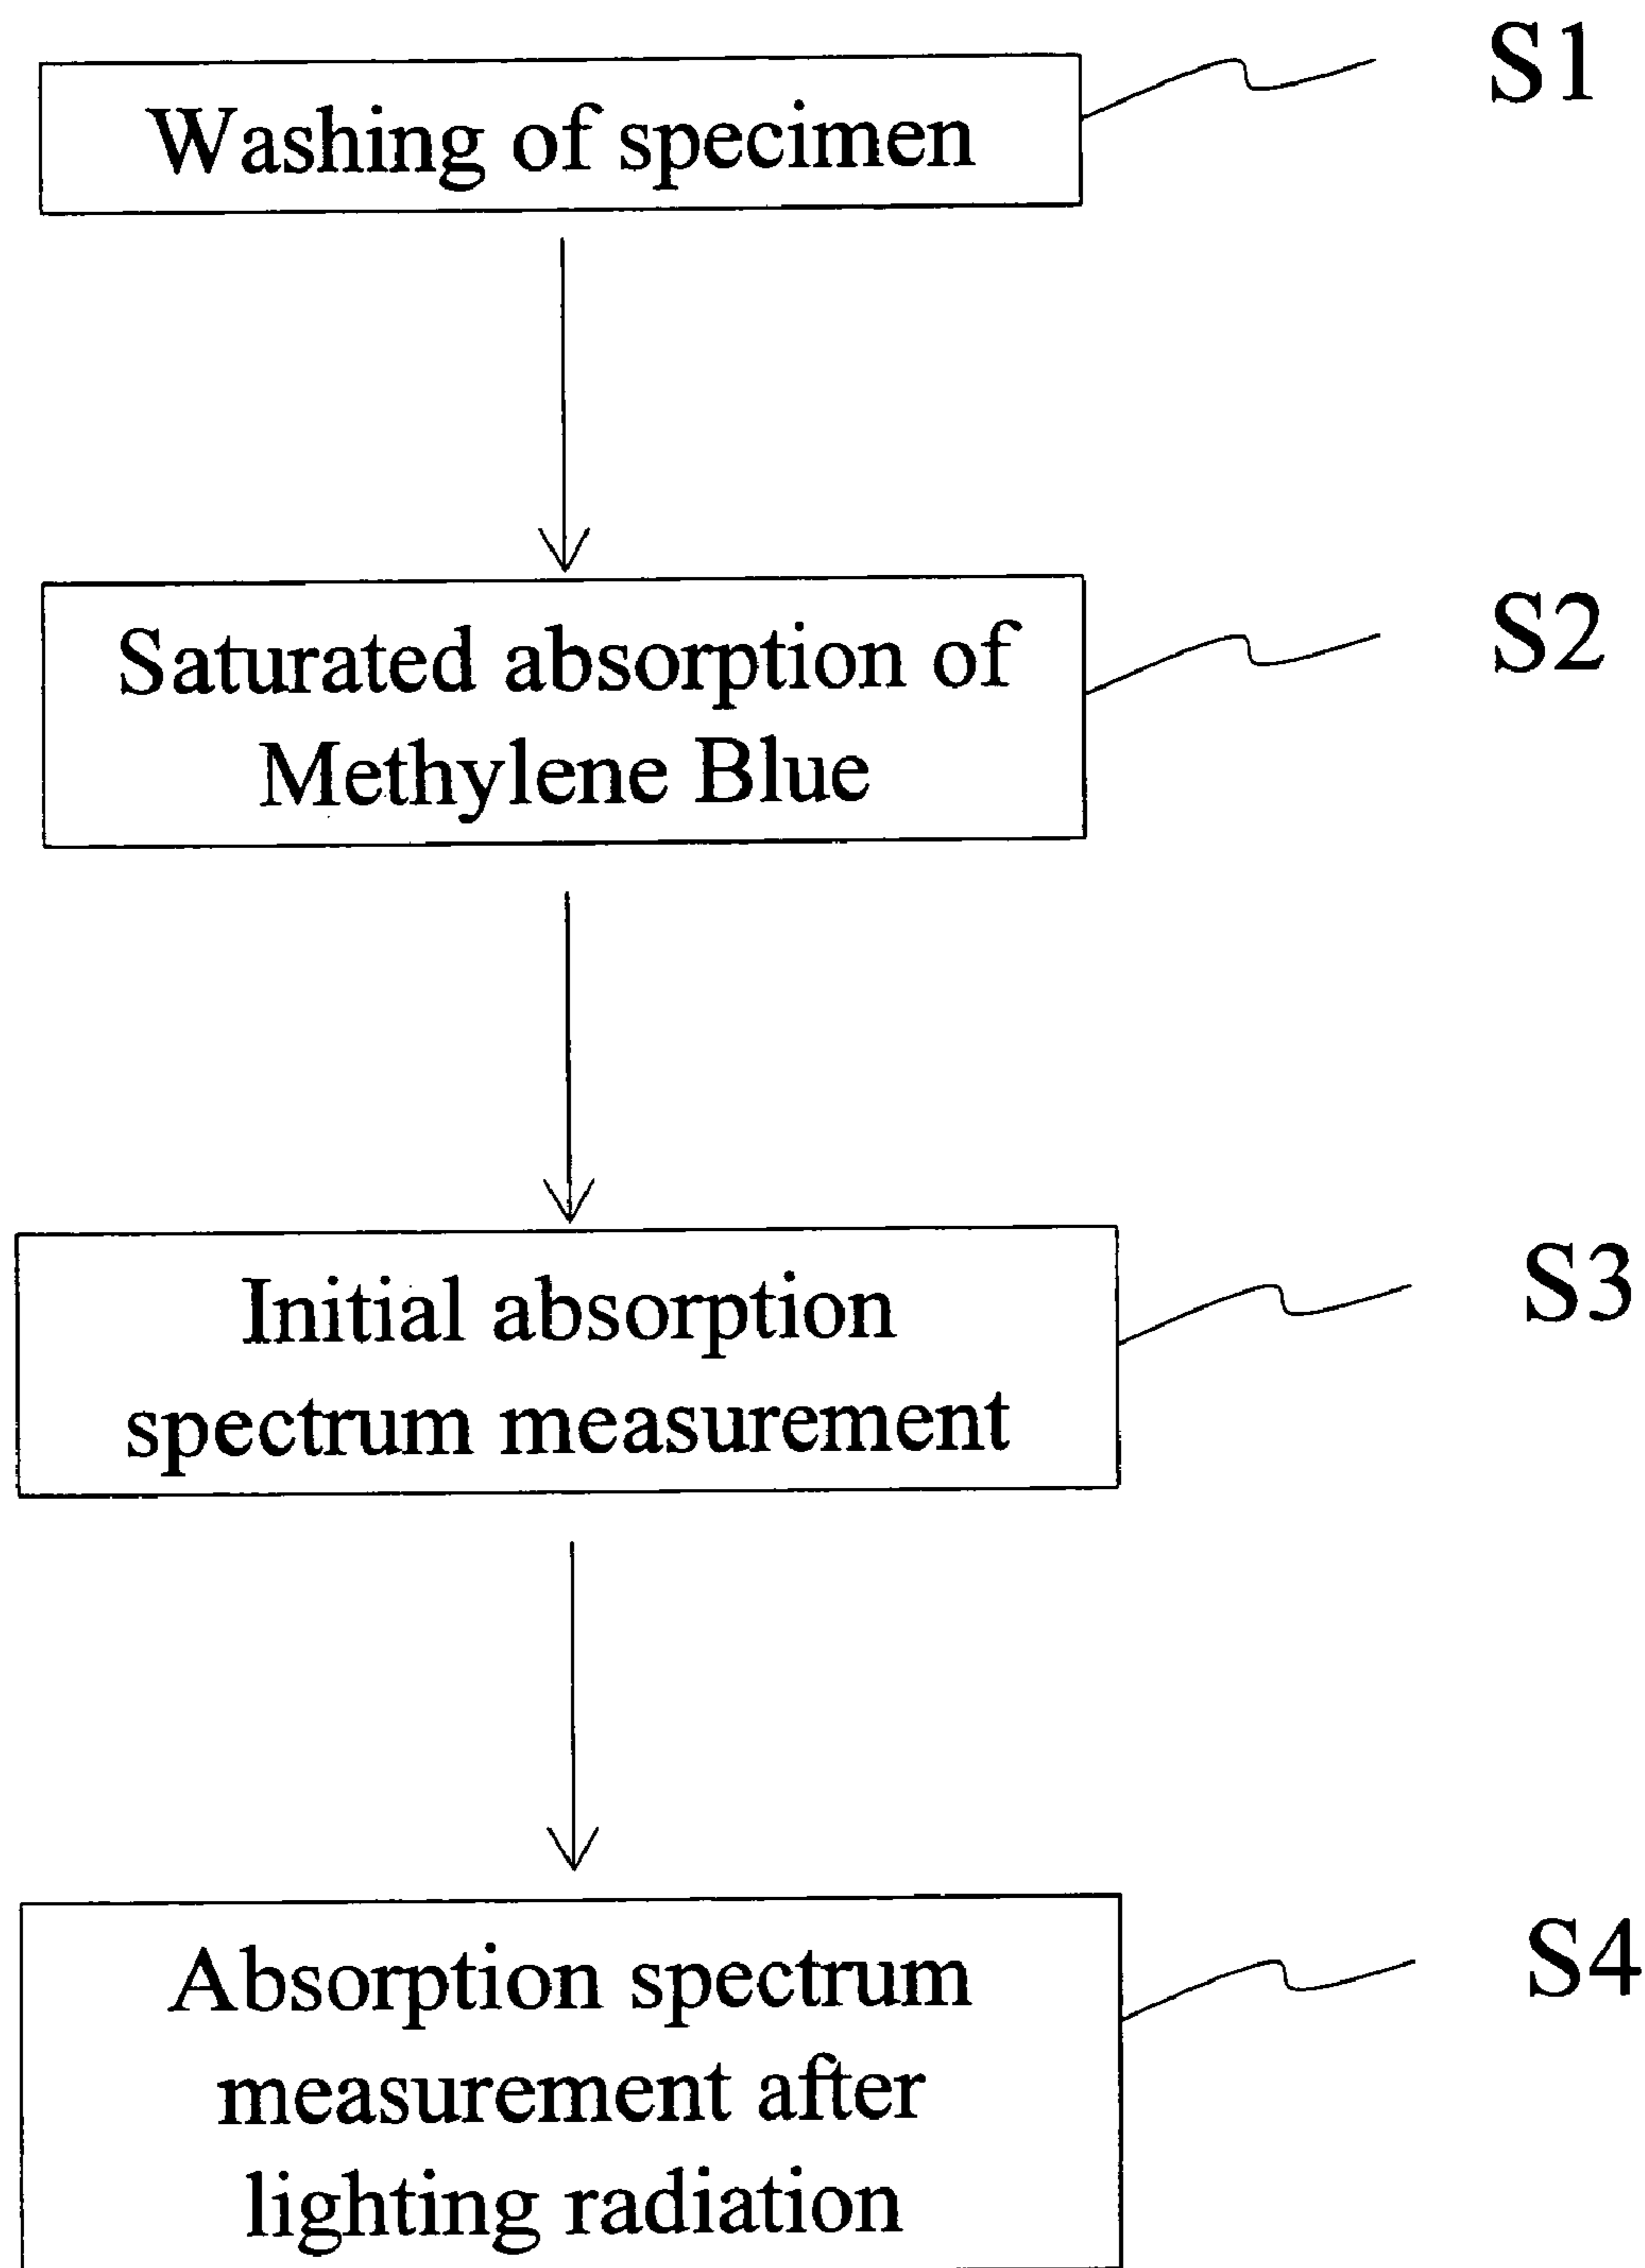 S1
Washing of specimen
S2
Saturated absorption of
Methylene Blue
S3
Initial absorption
spectrum measurement
S4
Absorption spectrum
measurement after
lighting radiation